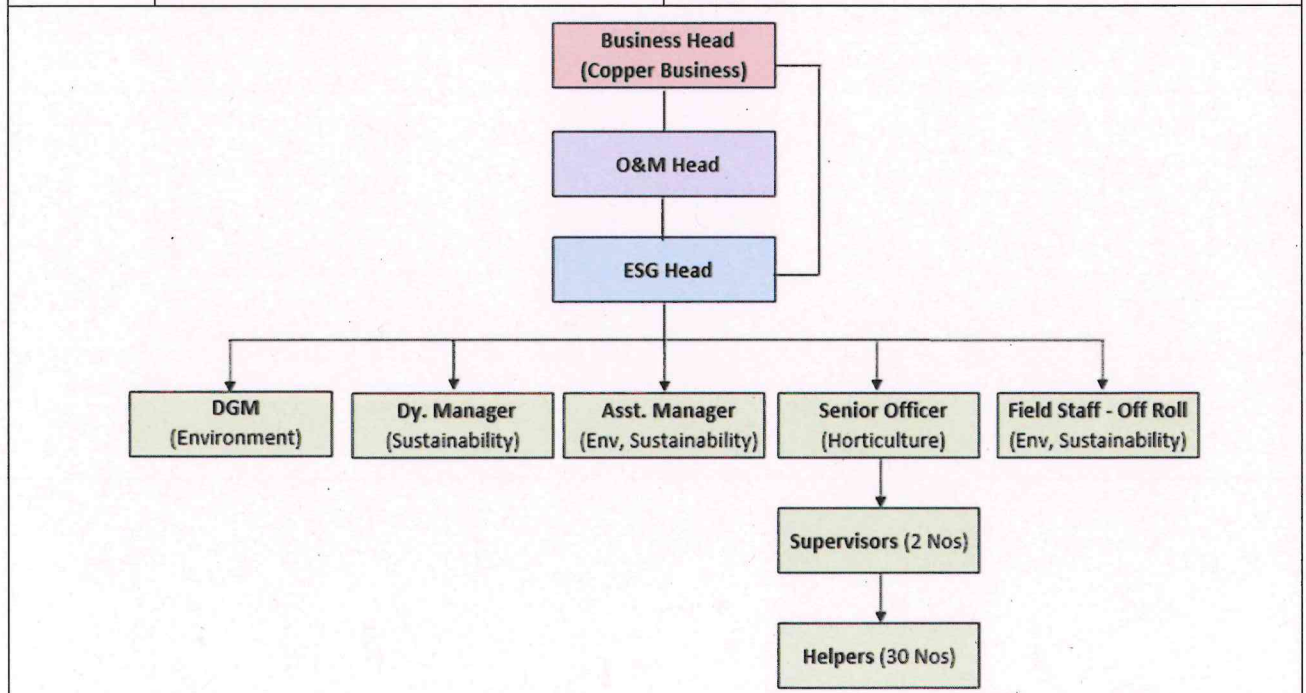 Business Head
(Copper Business)
O&M Head
ESG Head
DGM
(Environment)
Dy. Manager
(Sustainability)
Asst. Manager
(Env, Sustainability)
Senior Officer
(Horticulture)
Field Staff - Off Roll
(Env, Sustainability)
Supervisors (2 Nos)
Helpers (30 Nos)